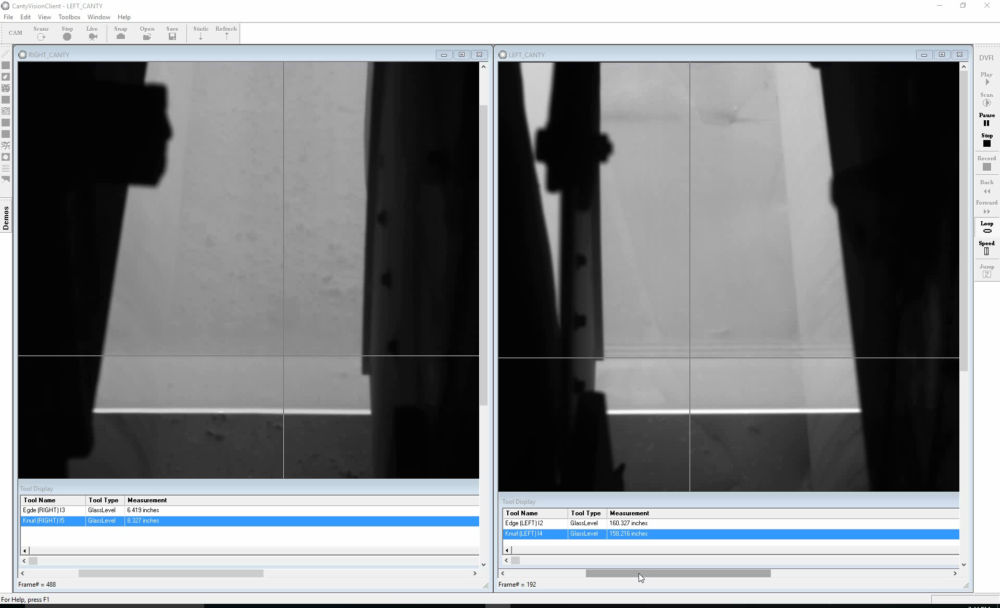 CantyVisionClient - LEFT_CANTY
File Edit View Toolbox Window Help
CAM Scans Stop Live Snap Open Save Static Refresh
RIGHT_CANTY
LEFT_CANTY
Demos
DVR
Play
Scan
Pause
Stop
Record
Back
Forward
Loop
Speed
Jump
2
Tool Display
Tool Name Tool Type Measurement
Egde (RIGHT) I3 GlassLevel 6.419 inches
Knurl (RIGHT) I5 GlassLevel 8.327 inches
Frame# = 488
Tool Display
Tool Name Tool Type Measurement
Edge (LEFT) I2 GlassLevel 160.327 inches
Knurl (LEFT) I4 GlassLevel 158.216 inches
Frame# = 192
For Help, press F1